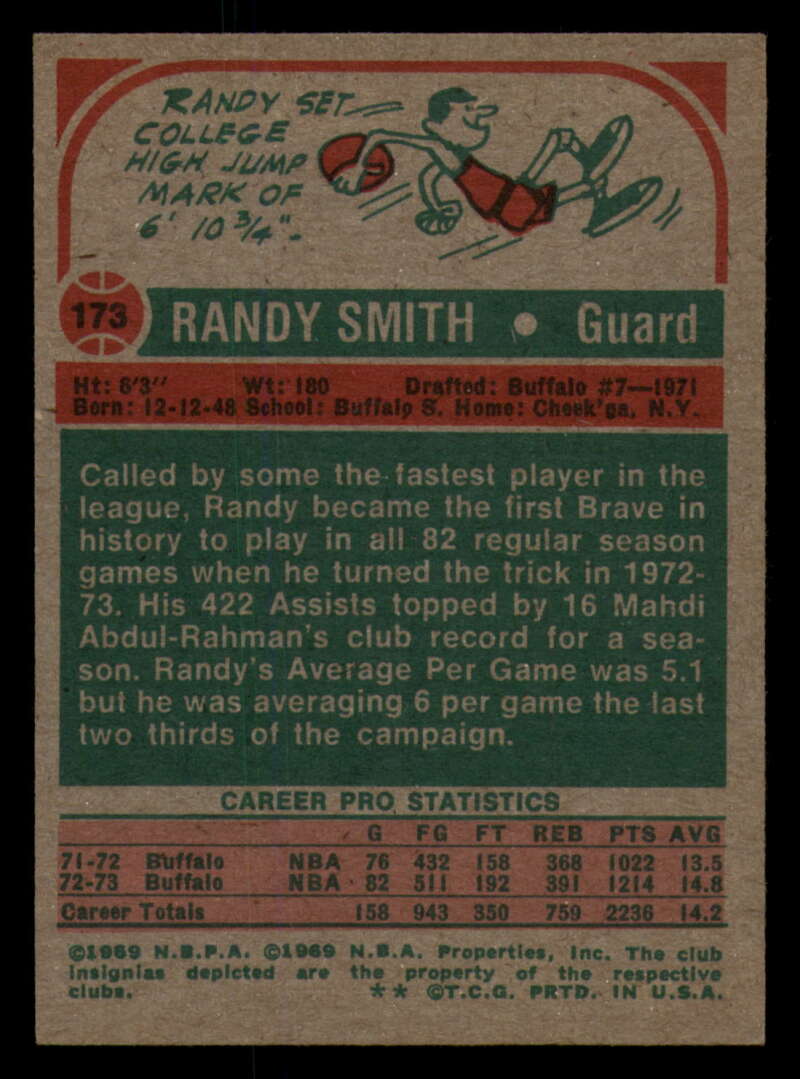 RANDY SET
COLLEGE
HIGH JUMP
MARK OF
6' 10 3/4".
173 RANDY SMITH • Guard
Ht: 6'3" Wt: 180 Drafted: Buffalo #7—1971
Born: 12-12-48 School: Buffalo S. Home: Cheek'ga, N.Y.
Called by some the fastest player in the
league, Randy became the first Brave in
history to play in all 82 regular season
games when he turned the trick in 1972-
73. His 422 Assists topped by 16 Mahdi
Abdul-Rahman's club record for a sea-
son. Randy's Average Per Game was 5.1
but he was averaging 6 per game the last
two thirds of the campaign.
CAREER PRO STATISTICS
G FG FT REB PTS AVG
71-72 Buffalo NBA 76 432 158 368 1022 13.5
72-73 Buffalo NBA 82 511 192 391 1214 14.8
Career Totals 158 943 350 759 2236 14.2
©1969 N.B.P.A. ©1969 N.B.A. Properties, Inc. The club
insignias depicted are the property of the respective
clubs. ** ©T.C.G. PRTD. IN U.S.A.